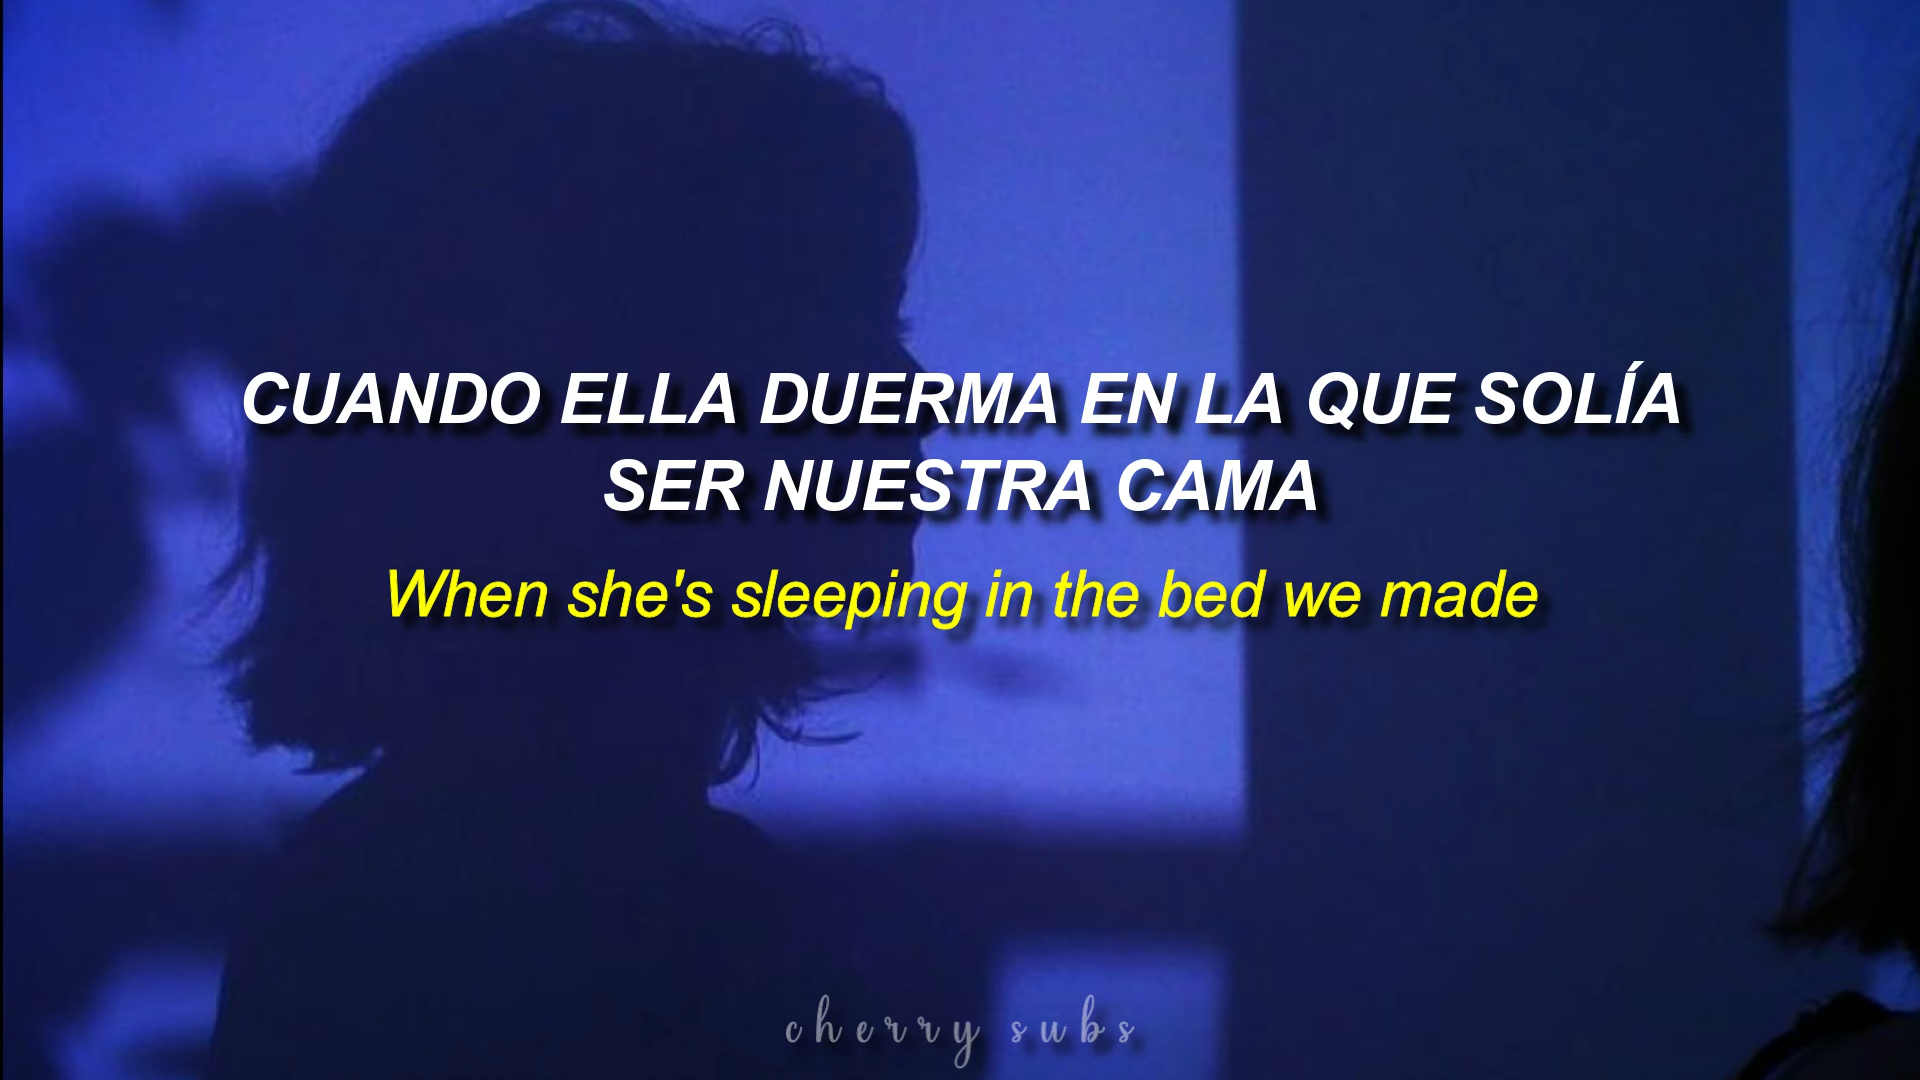 CUANDO ELLA DUERMA EN LA QUE SOLÍA
SER NUESTRA CAMA
When she's sleeping in the bed we made
cherry subs